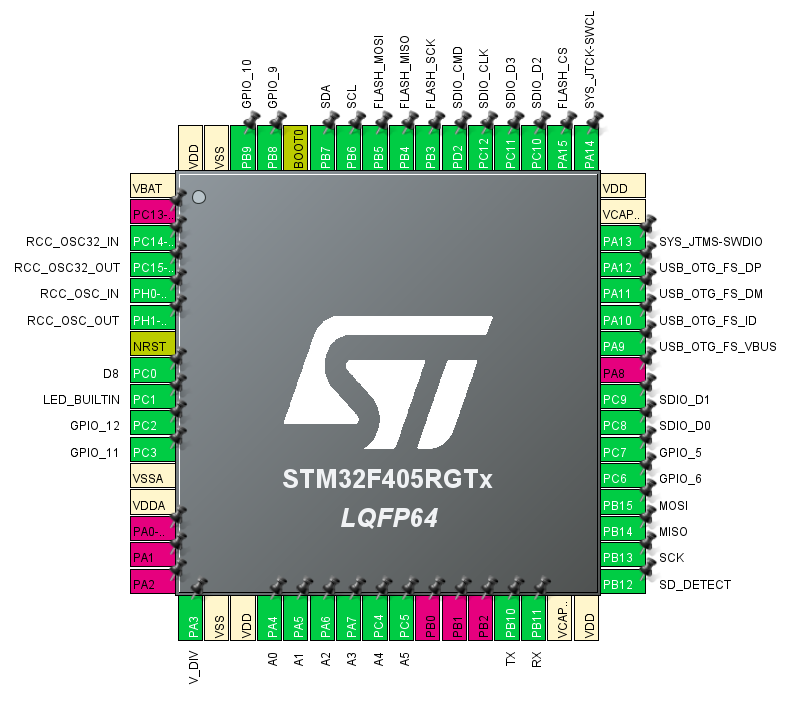 GPIO_10
GPIO_9
SDA
SCL
FLASH_MOSI
FLASH_MISO
FLASH_SCK
SDIO_CMD
SDIO_CLK
SDIO_D3
SDIO_D2
FLASH_CS
SYS_JTCK-SWCL
VDD
VSS
PB9
PB8
BOOT0
PB7
PB6
PB5
PB4
PB3
PD2
PC12
PC11
PC10
PA15
PA14
VBAT
PC13-..
RCC_OSC32_IN PC14-..
RCC_OSC32_OUT PC15-..
RCC_OSC_IN PH0-..
RCC_OSC_OUT PH1-..
NRST
D8 PC0
LED_BUILTIN PC1
GPIO_12 PC2
GPIO_11 PC3
VSSA
VDDA
PA0-..
PA1
PA2
ST
STM32F405RGTx
LQFP64
VDD
VCAP..
PA13 SYS_JTMS-SWDIO
PA12 USB_OTG_FS_DP
PA11 USB_OTG_FS_DM
PA10 USB_OTG_FS_ID
PA9 USB_OTG_FS_VBUS
PA8
PC9 SDIO_D1
PC8 SDIO_D0
PC7 GPIO_5
PC6 GPIO_6
PB15 MOSI
PB14 MISO
PB13 SCK
PB12 SD_DETECT
PA3
VSS
VDD
PA4
PA5
PA6
PA7
PC4
PC5
PB0
PB1
PB2
PB10
PB11
VCAP..
VDD
V_DIV
A0
A1
A2
A3
A4
A5
TX
RX